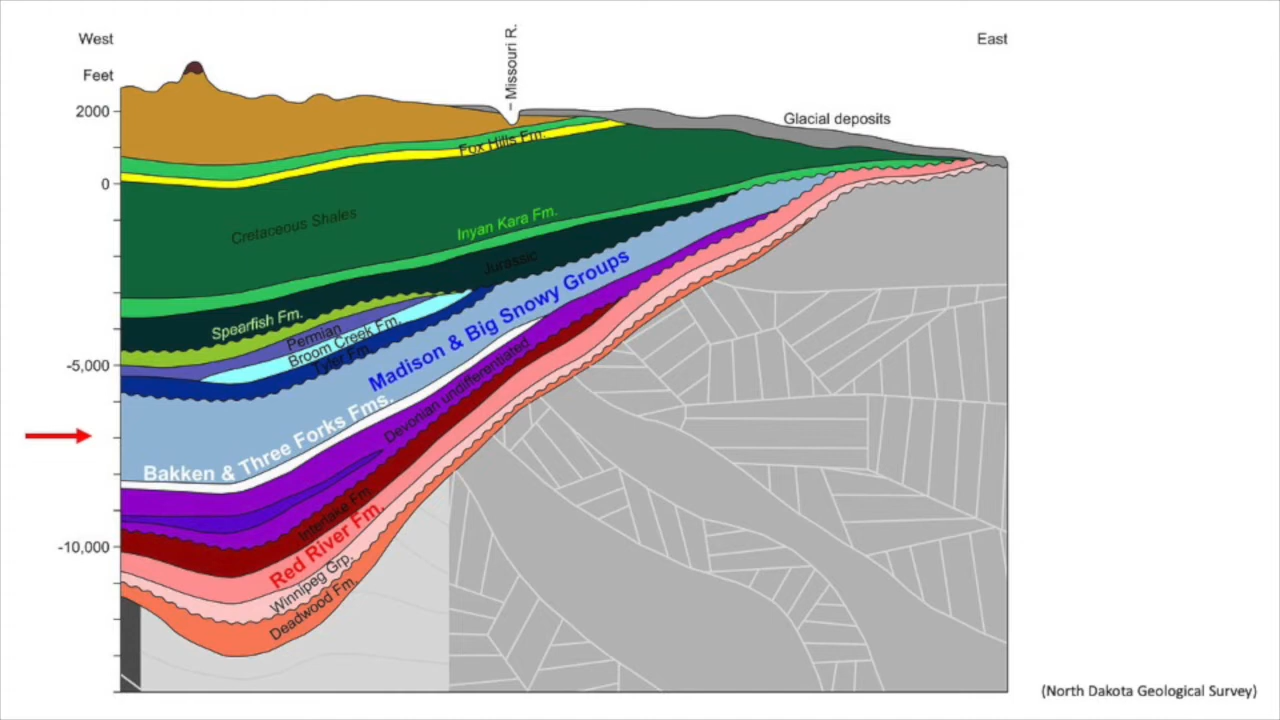 West
East
Feet
– Missouri R.
2000
Glacial deposits
Fox Hills Fm.
0
Cretaceous Shales
Inyan Kara Fm.
Jurassic
Spearfish Fm.
Permian
Broom Creek Fm.
Tyler Fm.
-5,000
Madison & Big Snowy Groups
Bakken & Three Forks Fms.
Devonian undifferentiated
Interlake Fm
-10,000
Red River Fm.
Winnipeg Grp.
Deadwood Fm.
(North Dakota Geological Survey)